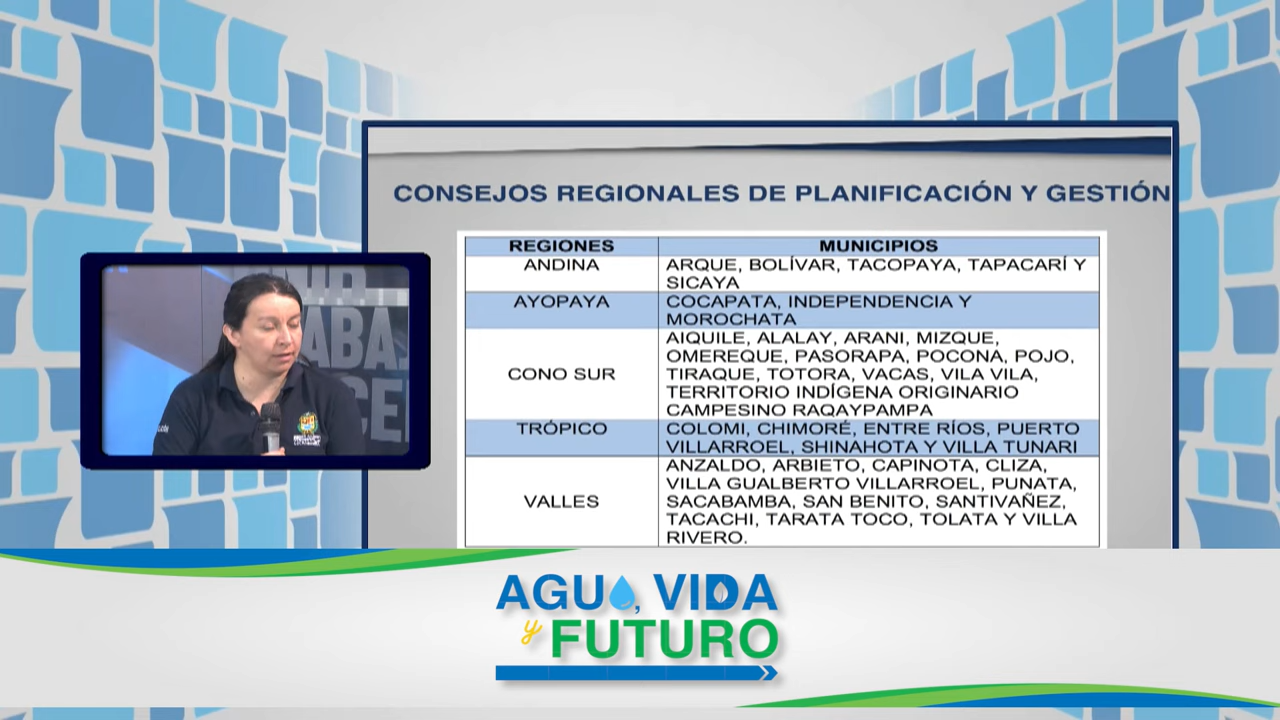 CONSEJOS REGIONALES DE PLANIFICACIÓN Y GESTIÓN
REGIONES MUNICIPIOS
ANDINA ARQUE, BOLÍVAR, TACOPAYA, TAPACARÍ Y
SICAYA
AYOPAYA COCAPATA, INDEPENDENCIA Y
MOROCHATA
AIQUILE, ALALAY, ARANI, MIZQUE,
OMEREQUE, PASORAPA, POCONA, POJO,
CONO SUR TIRAQUE, TOTORA, VACAS, VILA VILA,
TERRITORIO INDÍGENA ORIGINARIO
CAMPESINO RAQAYPAMPA
TRÓPICO COLOMI, CHIMORÉ, ENTRE RÍOS, PUERTO
VILLARROEL, SHINAHOTA Y VILLA TUNARI
ANZALDO, ARBIETO, CAPINOTA, CLIZA,
VILLA GUALBERTO VILLARROEL, PUNATA,
VALLES SACABAMBA, SAN BENITO, SANTIVAÑEZ,
TACACHI, TARATA TOCO, TOLATA Y VILLA
RIVERO.
AGUA, VIDA
y FUTURO